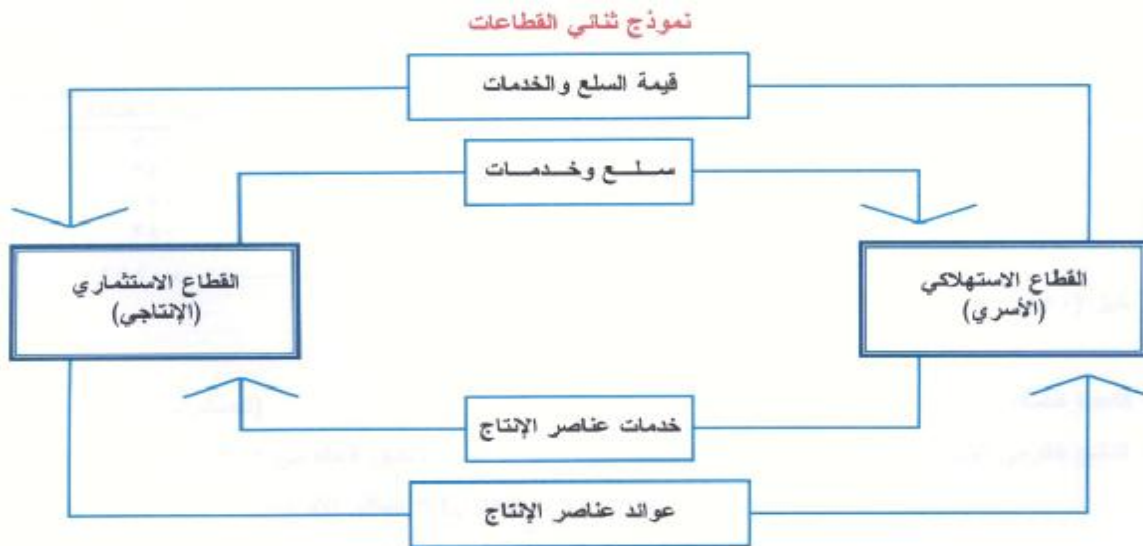 نموذج ثنائي القطاعات
قيمة السلع والخدمات
سلع وخدمات
القطاع الاستهلاكي
(الأسري)
القطاع الاستثماري
(الإنتاجي)
خدمات عناصر الإنتاج
عوائد عناصر الإنتاج